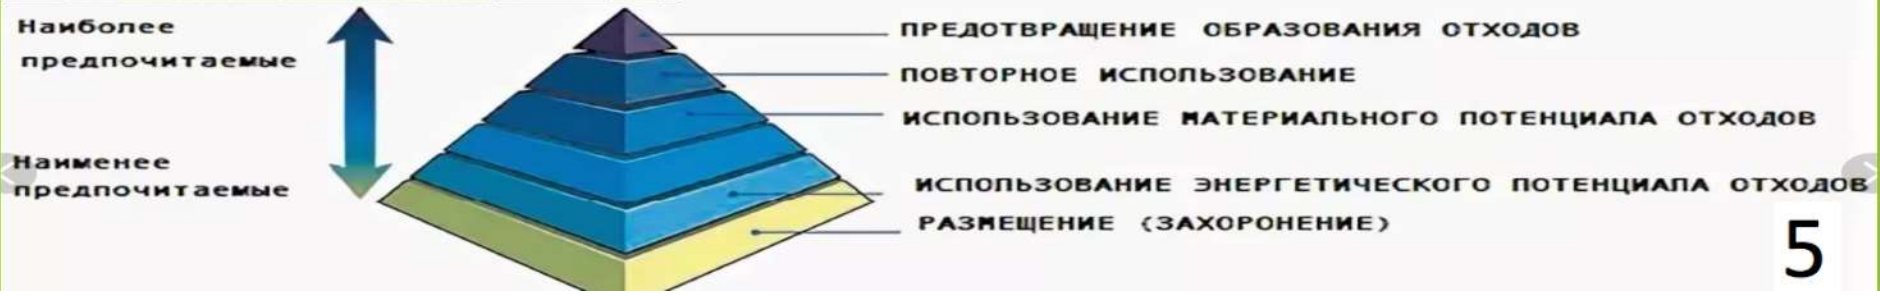 Наиболее
предпочитаемые
ПРЕДОТВРАЩЕНИЕ ОБРАЗОВАНИЯ ОТХОДОВ
ПОВТОРНОЕ ИСПОЛЬЗОВАНИЕ
ИСПОЛЬЗОВАНИЕ МАТЕРИАЛЬНОГО ПОТЕНЦИАЛА ОТХОДОВ
Наименее
предпочитаемые
ИСПОЛЬЗОВАНИЕ ЭНЕРГЕТИЧЕСКОГО ПОТЕНЦИАЛА ОТХОДОВ
РАЗМЕЩЕНИЕ (ЗАХОРОНЕНИЕ)
5